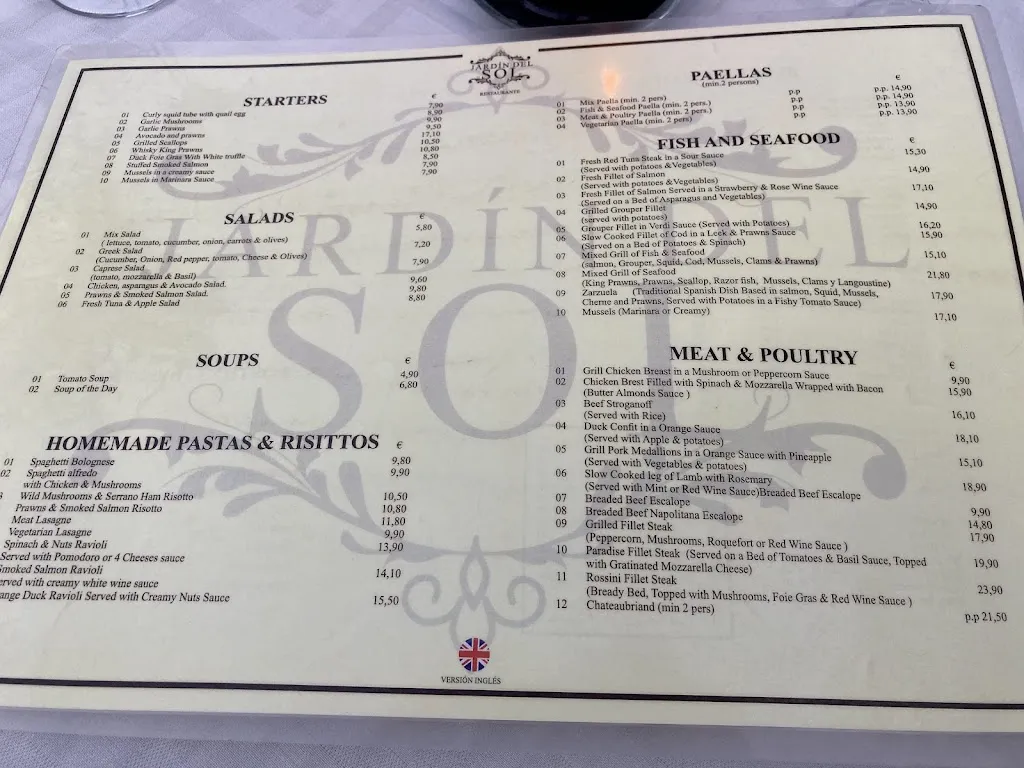 JARDÍN DEL
SOL
RESTAURANTE
STARTERS €
01 Curly squid tube with quail egg 7,90
02 Garlic Mushrooms 8,90
03 Garlic Prawns 9,90
04 Avocado and prawns 9,50
05 Grilled Scallops 17,10
06 Whisky King Prawns 10,50
07 Duck Foie Gras With White truffle 10,80
08 Stuffed Smoked Salmon 8,50
09 Mussels in a creamy sauce 7,90
10 Mussels in Marinara Sauce 7,90
SALADS €
01 Mix Salad 5,80
( lettuce, tomato, cucumber, onion, carrets & olives)
02 Greek Salad 7,20
(Cucumber, Onion, Red pepper, tomato, Cheese & Olives)
03 Caprese Salad 7,90
(tomato, mozzarella & Basil)
04 Chicken, asparagus & Avocado Salad. 9,60
05 Prawns & Smoked Salmon Salad. 9,80
06 Fresh Tuna & Apple Salad 8,80
SOUPS €
01 Tomato Soup 4,90
02 Soup of the Day 6,80
HOMEMADE PASTAS & RISITTOS €
01 Spaghetti Bolognese 9,80
02 Spaghetti alfredo 9,90
with Chicken & Mushrooms
3 Wild Mushrooms & Serrano Ham Risotto 10,50
Prawns & Smoked Salmon Risotto 10,80
Meat Lasagne 11,80
Vegetarian Lasagne 9,90
Spinach & Nuts Ravioli 13,90
Served with Pomodoro or 4 Cheeses sauce
Smoked Salmon Ravioli 14,10
erved with creamy white wine sauce
ange Duck Ravioli Served with Creamy Nuts Sauce 15,50
PAELLAS
(min.2 persons) €
01 Mix Paella (min. 2 pers) p.p p.p. 14,90
02 Fish & Seafood Paella (min. 2 pers.) p.p p.p. 14,90
03 Meat & Poultry Paella (min. 2 pers.) p.p p.p. 13,90
04 Vegetarian Paella (min. 2 pers) p.p p.p. 13,90
FISH AND SEAFOOD €
01 Fresh Red Tuna Steak in a Sour Sauce 15,30
(Served with potatoes &Vegetables)
02 Fresh Fillet of Salmon 14,90
(Served with potatoes &Vegetables)
03 Fresh Fillet of Salmon Served in a Strawberry & Rose Wine Sauce 17,10
(Served on a Bed of Asparagus and Vegetables)
04 Grilled Grouper Fillet 14,90
(served with potatoes)
05 Grouper Fillet in Verdi Sauce (Served with Potatoes) 16,20
06 Slow Cooked Fillet of Cod in a Leek & Prawns Sauce 15,90
(Served on a Bed of Potatoes & Spinach)
07 Mixed Grill of Fish & Seafood 15,10
(salmon, Grouper, Squid, Cod, Mussels, Clams & Prawns)
08 Mixed Grill of Seafood 21,80
(King Prawns, Prawns, Scallop, Razor fish, Mussels, Clams y Langoustine)
09 Zarzuela (Traditional Spanish Dish Based in salmon, Squid, Mussels, 17,90
Cherne and Prawns, Served with Potatoes in a Fishy Tomato Sauce)
10 Mussels (Marinara or Creamy) 17,10
MEAT & POULTRY €
01 Grill Chicken Breast in a Mushroom or Peppercorn Sauce 9,90
02 Chicken Brest Filled with Spinach & Mozzarella Wrapped with Bacon 15,90
(Butter Almonds Sauce )
03 Beef Stroganoff 16,10
(Served with Rice)
04 Duck Confit in a Orange Sauce 18,10
(Served with Apple & potatoes)
05 Grill Pork Medallions in a Orange Sauce with Pineapple 15,10
(Served with Vegetables & potatoes)
06 Slow Cooked leg of Lamb with Rosemary 18,90
(Served with Mint or Red Wine Sauce)Breaded Beef Escalope
07 Breaded Beef Escalope 9,90
08 Breaded Beef Napolitana Escalope 14,80
09 Grilled Fillet Steak 17,90
(Peppercorn, Mushrooms, Roquefort or Red Wine Sauce )
10 Paradise Fillet Steak (Served on a Bed of Tomatoes & Basil Sauce, Topped 19,90
with Gratinated Mozzarella Cheese)
11 Rossini Fillet Steak 23,90
(Bready Bed, Topped with Mushrooms, Foie Gras & Red Wine Sauce )
12 Chateaubriand (min 2 pers) p.p 21,50
JARDÍN DEL
SOL
VERSIÓN INGLÉS